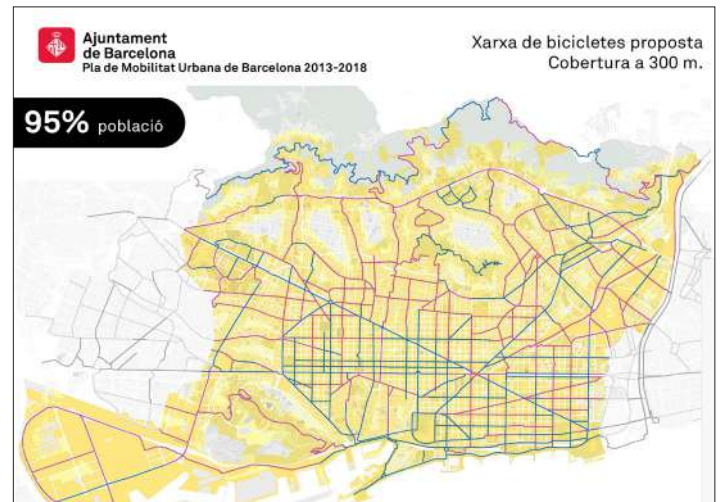 Ajuntament
de Barcelona
Pla de Mobilitat Urbana de Barcelona 2013-2018
Xarxa de bicicletes proposta
Cobertura a 300 m.
95% població